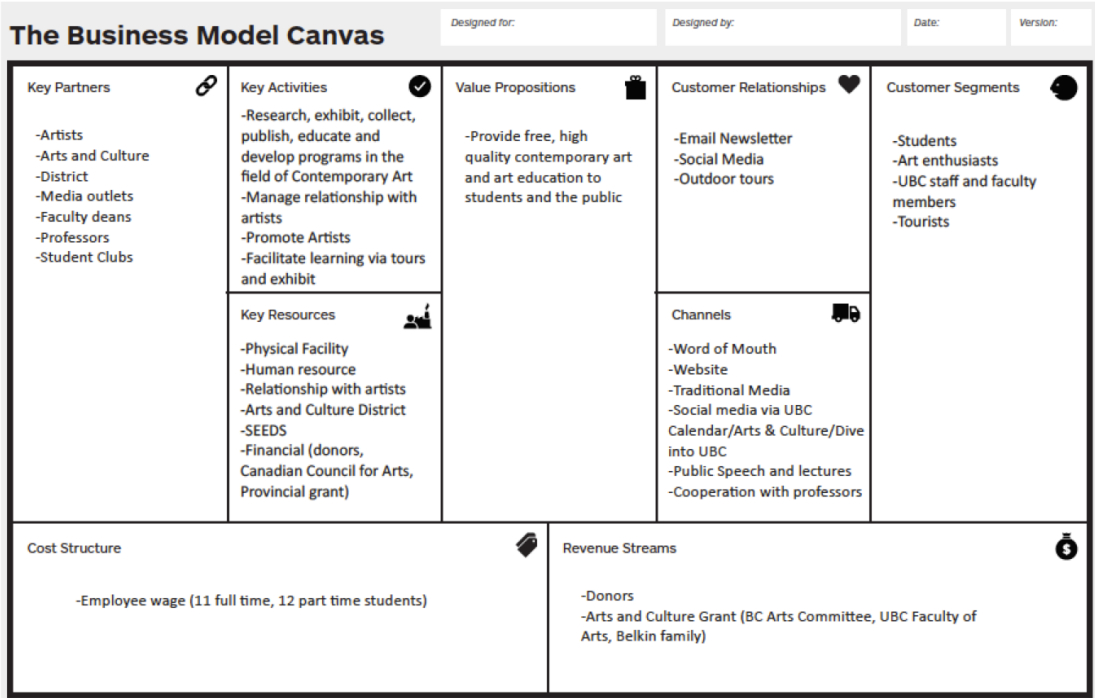 The Business Model Canvas
Designed for:
Designed by:
Date:
Version:
Key Partners
-Artists
-Arts and Culture
-District
-Media outlets
-Faculty deans
-Professors
-Student Clubs
Key Activities
-Research, exhibit, collect,
publish, educate and
develop programs in the
field of Contemporary Art
-Manage relationship with
artists
-Promote Artists
-Facilitate learning via tours
and exhibit
Key Resources
-Physical Facility
-Human resource
-Relationship with artists
-Arts and Culture District
-SEEDS
-Financial (donors,
Canadian Council for Arts,
Provincial grant)
Value Propositions
-Provide free, high
quality contemporary art
and art education to
students and the public
Customer Relationships
-Email Newsletter
-Social Media
-Outdoor tours
Channels
-Word of Mouth
-Website
-Traditional Media
-Social media via UBC
Calendar/Arts & Culture/Dive
into UBC
-Public Speech and lectures
-Cooperation with professors
Customer Segments
-Students
-Art enthusiasts
-UBC staff and faculty
members
-Tourists
Cost Structure
-Employee wage (11 full time, 12 part time students)
Revenue Streams
-Donors
-Arts and Culture Grant (BC Arts Committee, UBC Faculty of
Arts, Belkin family)